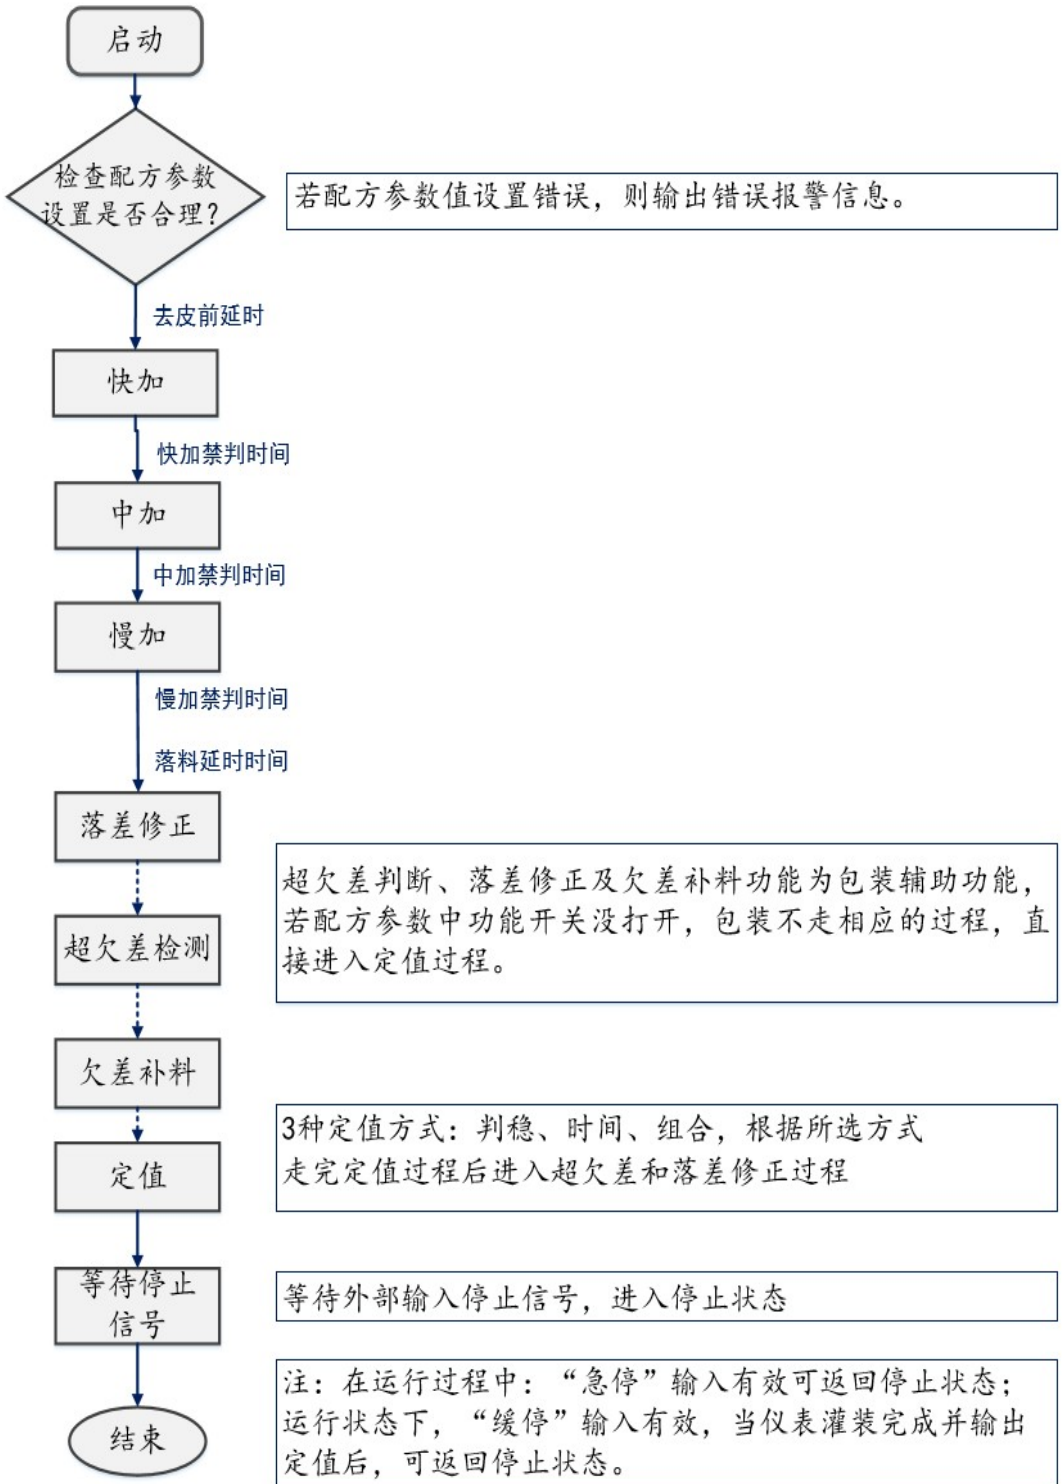 启动
检查配方参数
设置是否合理？
若配方参数值设置错误，则输出错误报警信息。
去皮前延时
快加
快加禁判时间
中加
中加禁判时间
慢加
慢加禁判时间
落料延时时间
落差修正
超欠差判断、落差修正及欠差补料功能为包装辅助功能，
若配方参数中功能开关没打开，包装不走相应的过程，直
接进入定值过程。
超欠差检测
欠差补料
3种定值方式：判稳、时间、组合，根据所选方式
走完定值过程后进入超欠差和落差修正过程
定值
等待停止
信号
等待外部输入停止信号，进入停止状态
注：在运行过程中：“急停”输入有效可返回停止状态；
运行状态下，“缓停”输入有效，当仪表灌装完成并输出
定值后，可返回停止状态。
结束